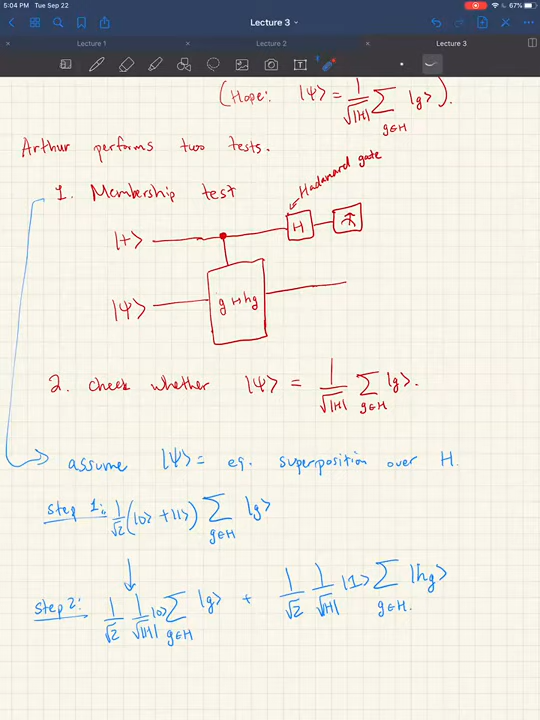 5:04 PM Tue Sep 22
67%
Lecture 3
Lecture 1
Lecture 2
Lecture 3
(Hope: |Ψ⟩ = 1/√|H| ∑_{g∈H} |g⟩).
Arthur performs two tests.
1. Membership test
Hadamard gate
|+⟩
H
|Ψ⟩
g ↦ hg
2. check whether |Ψ⟩ = 1/√|H| ∑_{g∈H} |g⟩.
assume |Ψ⟩ = eq. superposition over H.
step 1: 1/√2 (|0⟩ + |1⟩) ∑_{g∈H} |g⟩
step 2: 1/√2 1/√|H| |0⟩ ∑_{g∈H} |g⟩ + 1/√2 1/√|H| |1⟩ ∑_{g∈H.} |hg⟩